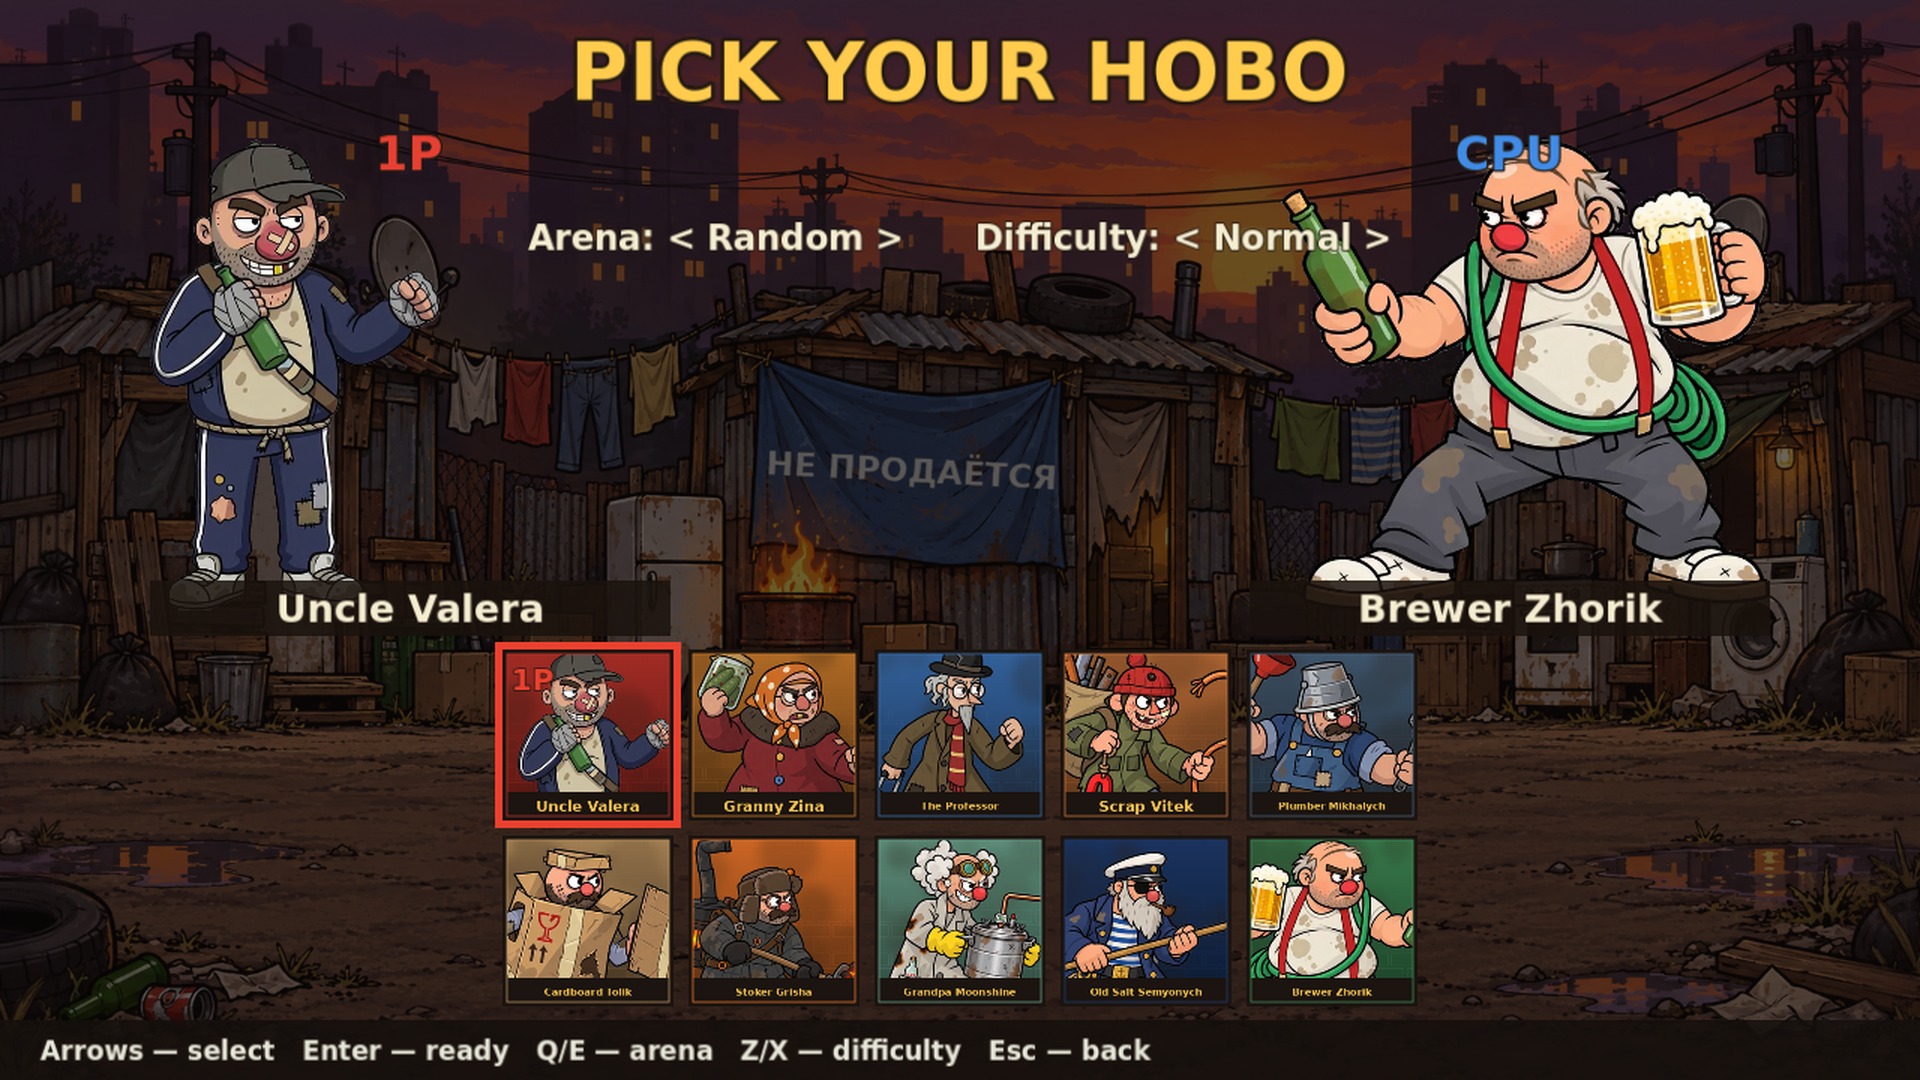 PICK YOUR HOBO
1P
CPU
Arena: < Random >
Difficulty: < Normal >
НЕ ПРОДАЁТСЯ
Uncle Valera
Brewer Zhorik
1P
Uncle Valera
Granny Zina
The Professor
Scrap Vitek
Plumber Mikhalych
Cardboard Tolik
Stoker Grisha
Grandpa Moonshine
Old Salt Semyonych
Brewer Zhorik
Arrows — select   Enter — ready   Q/E — arena   Z/X — difficulty   Esc — back